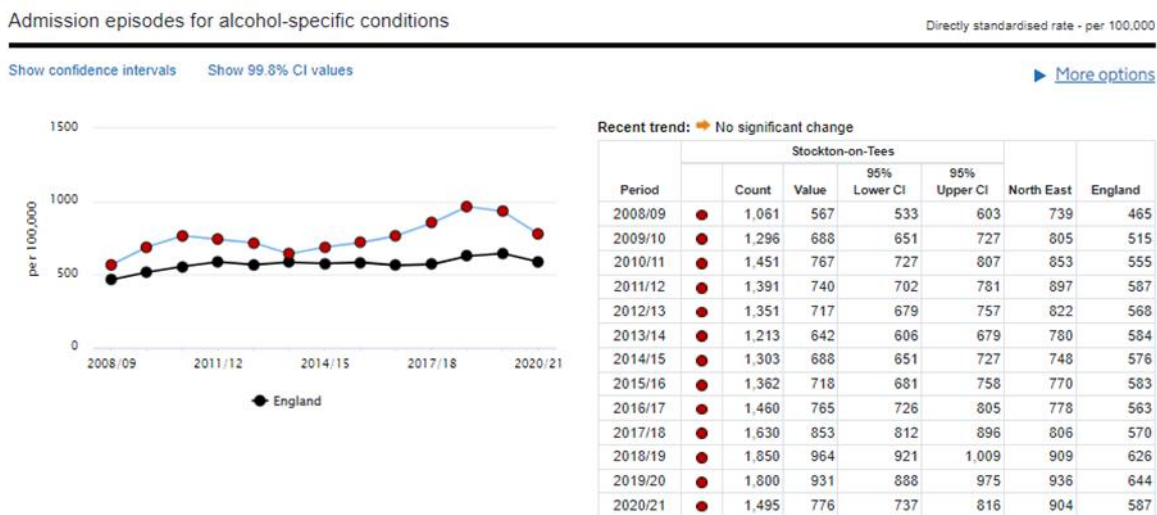 Admission episodes for alcohol-specific conditions
Directly standardised rate - per 100,000
Show confidence intervals Show 99.8% CI values
More options
1500
1000
500
0
per 100,000
2008/09 2011/12 2014/15 2017/18 2020/21
England
Recent trend: No significant change
Stockton-on-Tees
Period Count Value 95% Lower CI 95% Upper CI North East England
2008/09 1,061 567 533 603 739 465
2009/10 1,296 688 651 727 805 515
2010/11 1,451 767 727 807 853 555
2011/12 1,391 740 702 781 897 587
2012/13 1,351 717 679 757 822 568
2013/14 1,213 642 606 679 780 584
2014/15 1,303 688 651 727 748 576
2015/16 1,362 718 681 758 770 583
2016/17 1,460 765 726 805 778 563
2017/18 1,630 853 812 896 806 570
2018/19 1,850 964 921 1,009 909 626
2019/20 1,800 931 888 975 936 644
2020/21 1,495 776 737 816 904 587